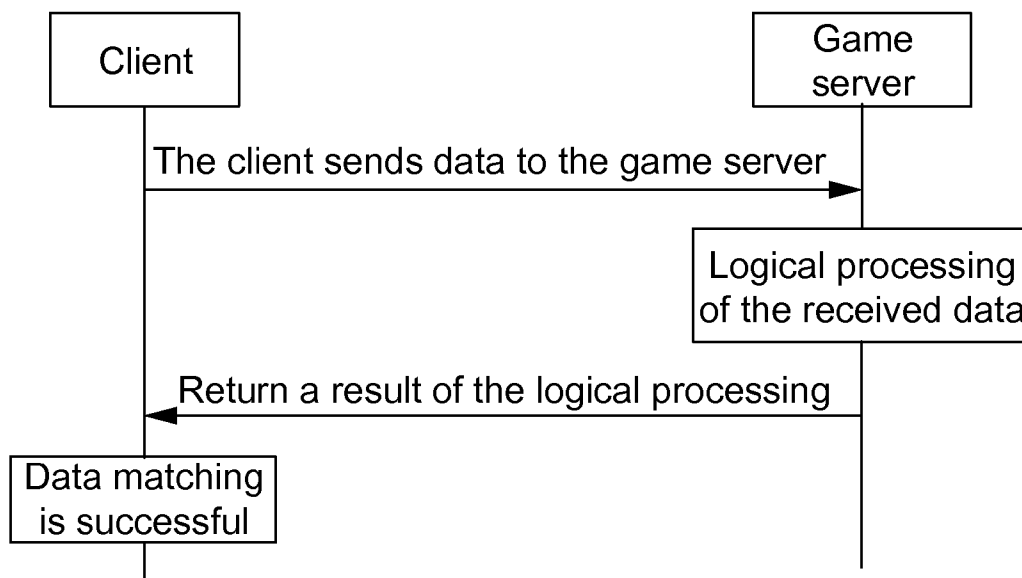 Client
Game
server
The client sends data to the game server
Logical processing
of the received data
Return a result of the logical processing
Data matching
is successful